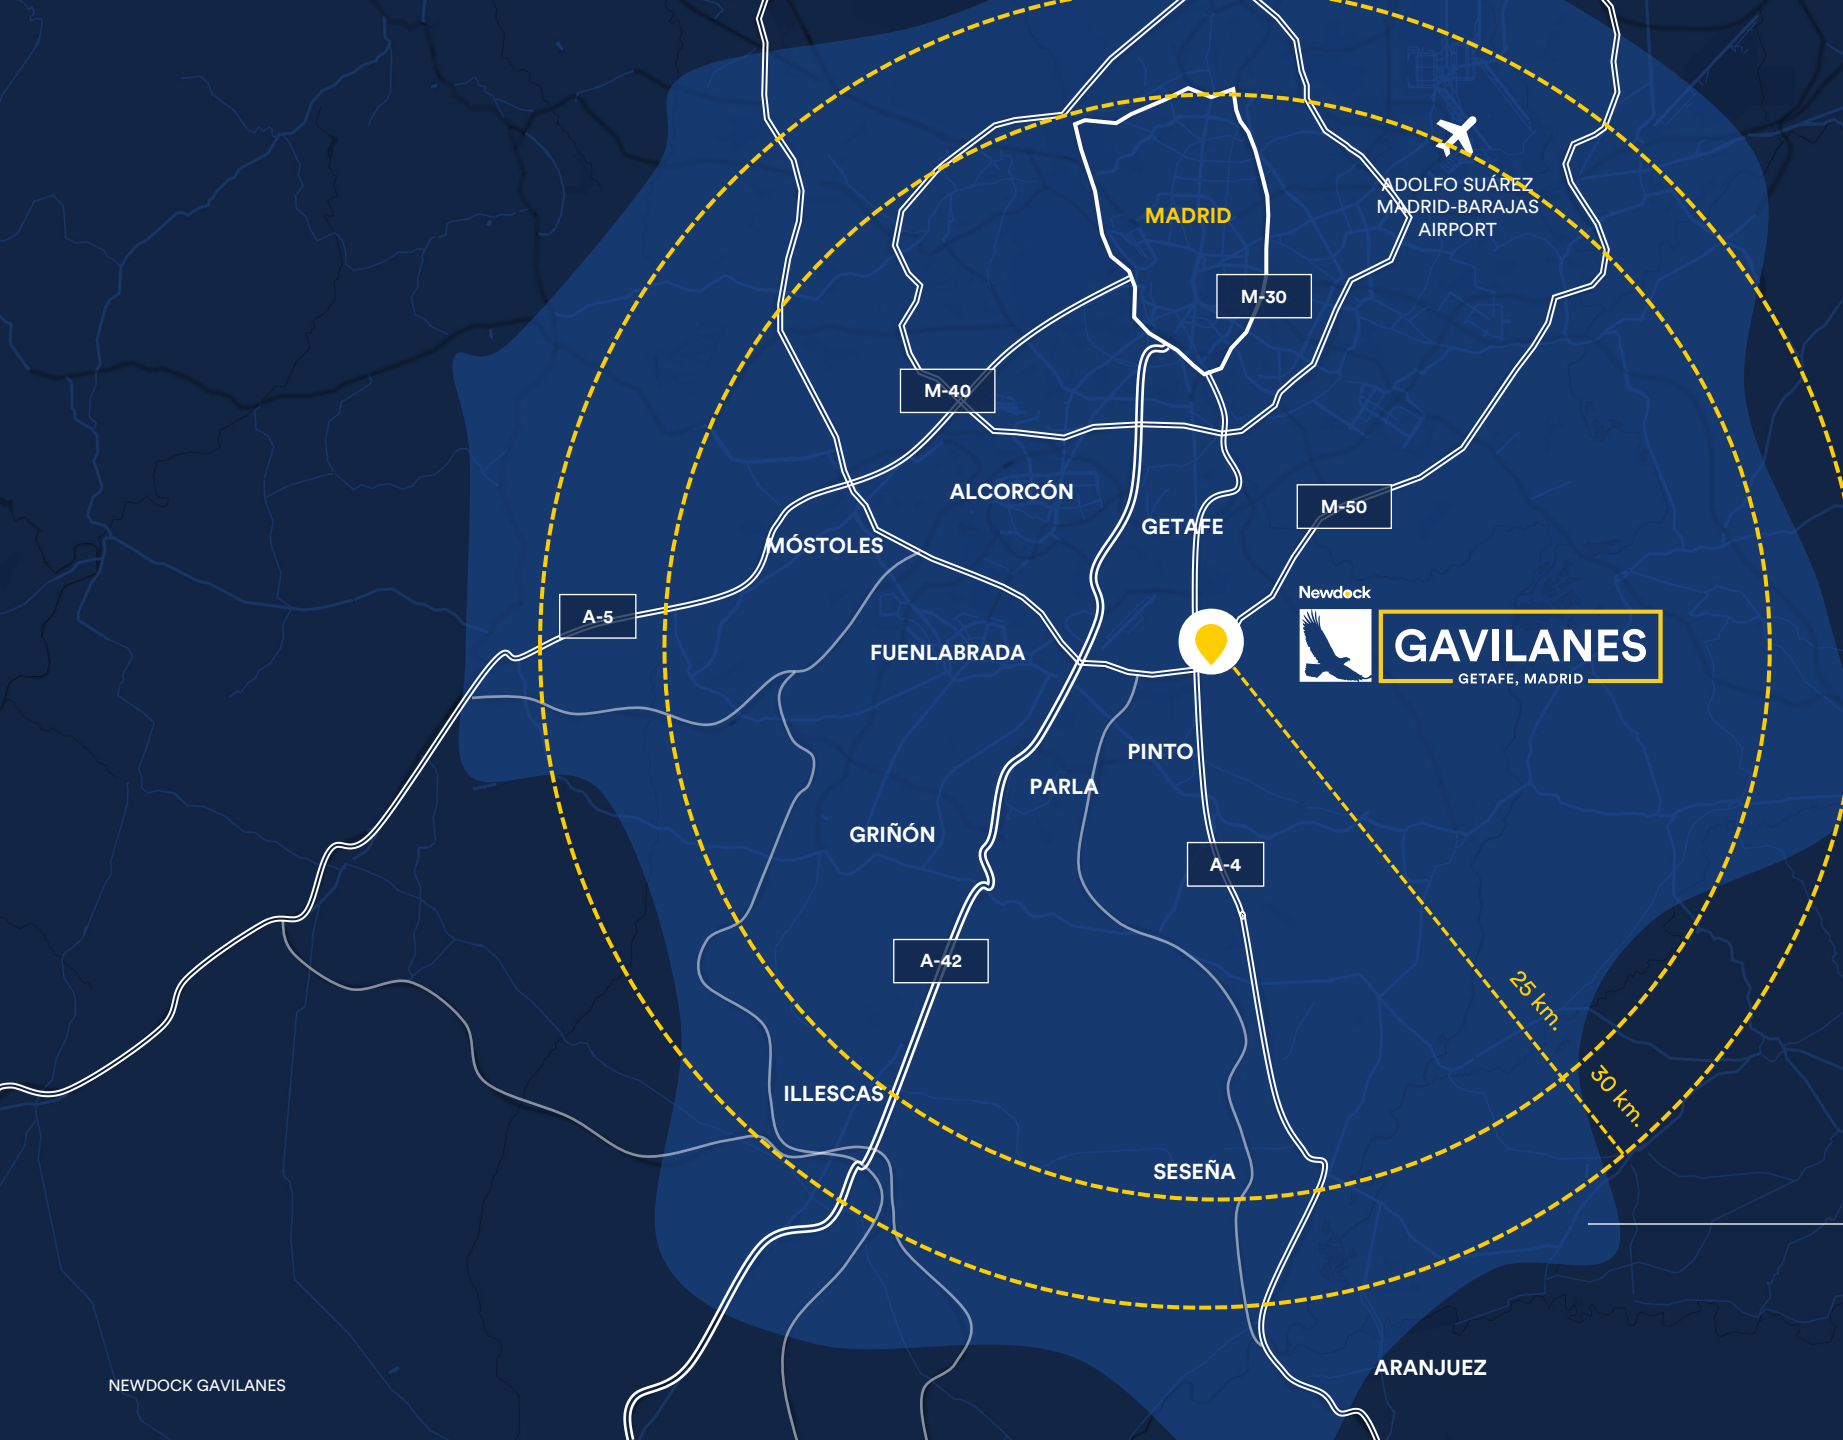 MADRID
ADOLFO SUÁREZ
MADRID-BARAJAS
AIRPORT
M-30
M-40
ALCORCÓN
M-50
GETAFE
MÓSTOLES
A-5
Newdock
GAVILANES
GETAFE, MADRID
FUENLABRADA
PINTO
PARLA
GRIÑÓN
A-4
A-42
25 km.
30 km.
ILLESCAS
SESEÑA
ARANJUEZ
NEWDOCK GAVILANES